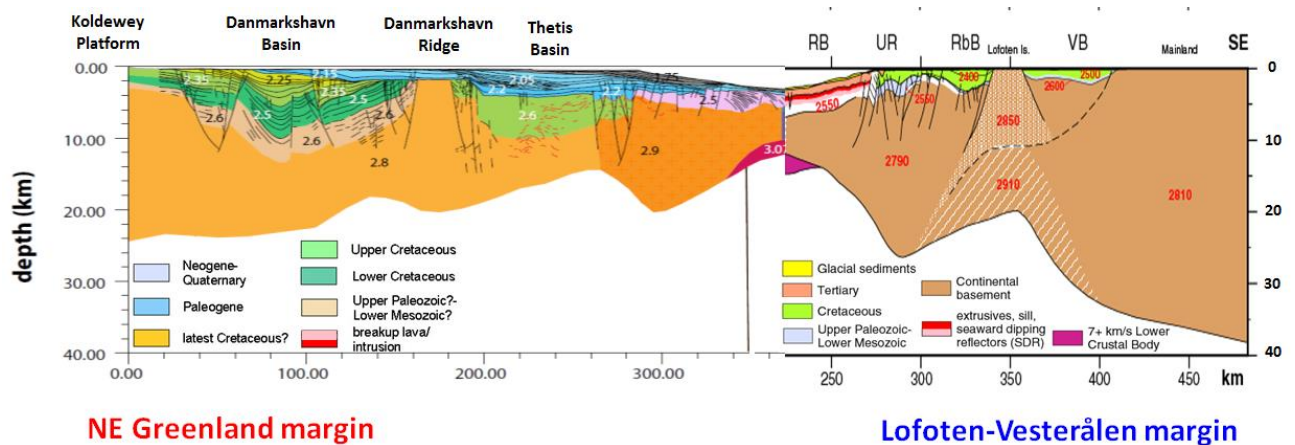 Koldewey Platform
Danmarkshavn Basin
Danmarkshavn Ridge
Thetis Basin
RB UR RbB Lofoten Is. VB Mainland SE
depth (km)
0.00
10.00
20.00
30.00
40.00
0.00 100.00 200.00 300.00
2.35
2.25
2.15
2.35
2.5
2.5
2.6
2.6
2.6
2.8
2.05
2.2
2.2
2.6
2.5
2.9
3.0
2550
2550
2400
2500
2600
2850
2790
2910
2810
0
10
20
30
40
250 300 350 400 450 km
Neogene-Quaternary
Paleogene
latest Cretaceous?
Upper Cretaceous
Lower Cretaceous
Upper Paleozoic?-
Lower Mesozoic?
breakup lava/
intrusion
Glacial sediments
Tertiary
Cretaceous
Upper Paleozoic-
Lower Mesozoic
Continental
basement
extrusives, sill,
seaward dipping
reflectors (SDR)
7+ km/s Lower
Crustal Body
NE Greenland margin
Lofoten-Vesterålen margin